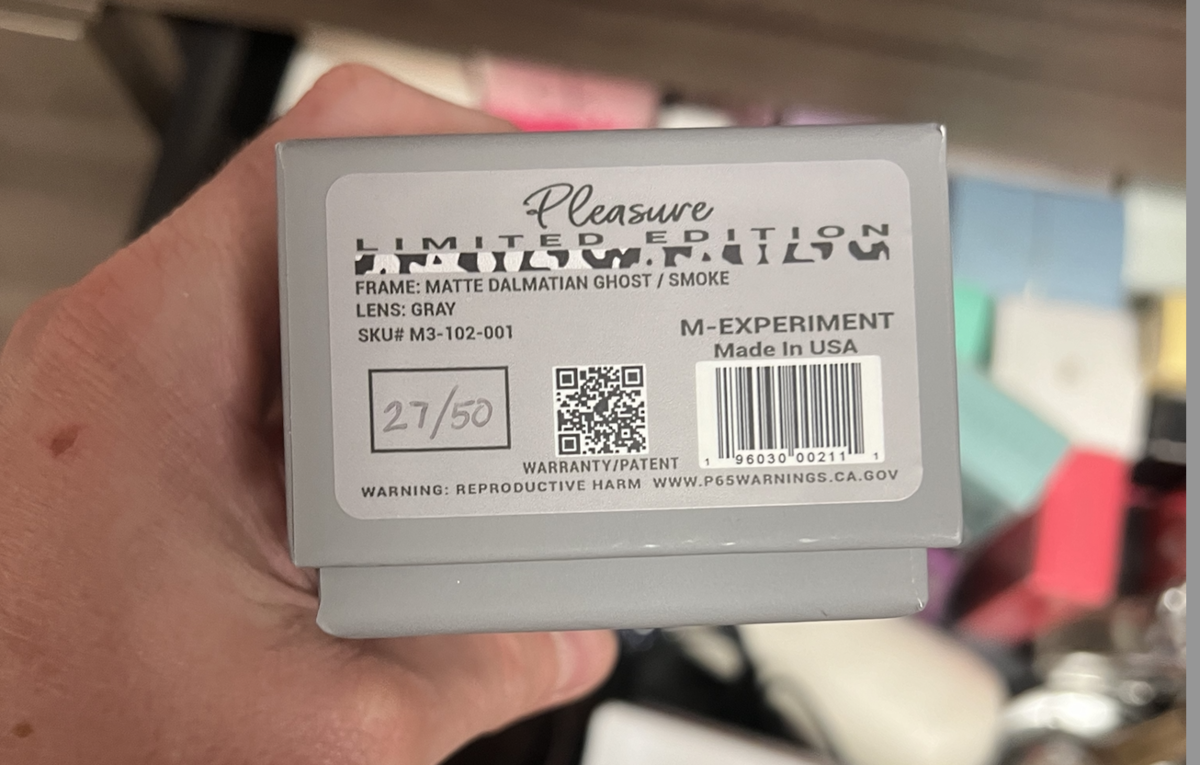 Pleasure
LIMITED EDITION
FRAME: MATTE DALMATIAN GHOST / SMOKE
LENS: GRAY
SKU# M3-102-001
M-EXPERIMENT
Made In USA
27/50
1 96030 00211 1
WARRANTY/PATENT
WARNING: REPRODUCTIVE HARM WWW.P65WARNINGS.CA.GOV